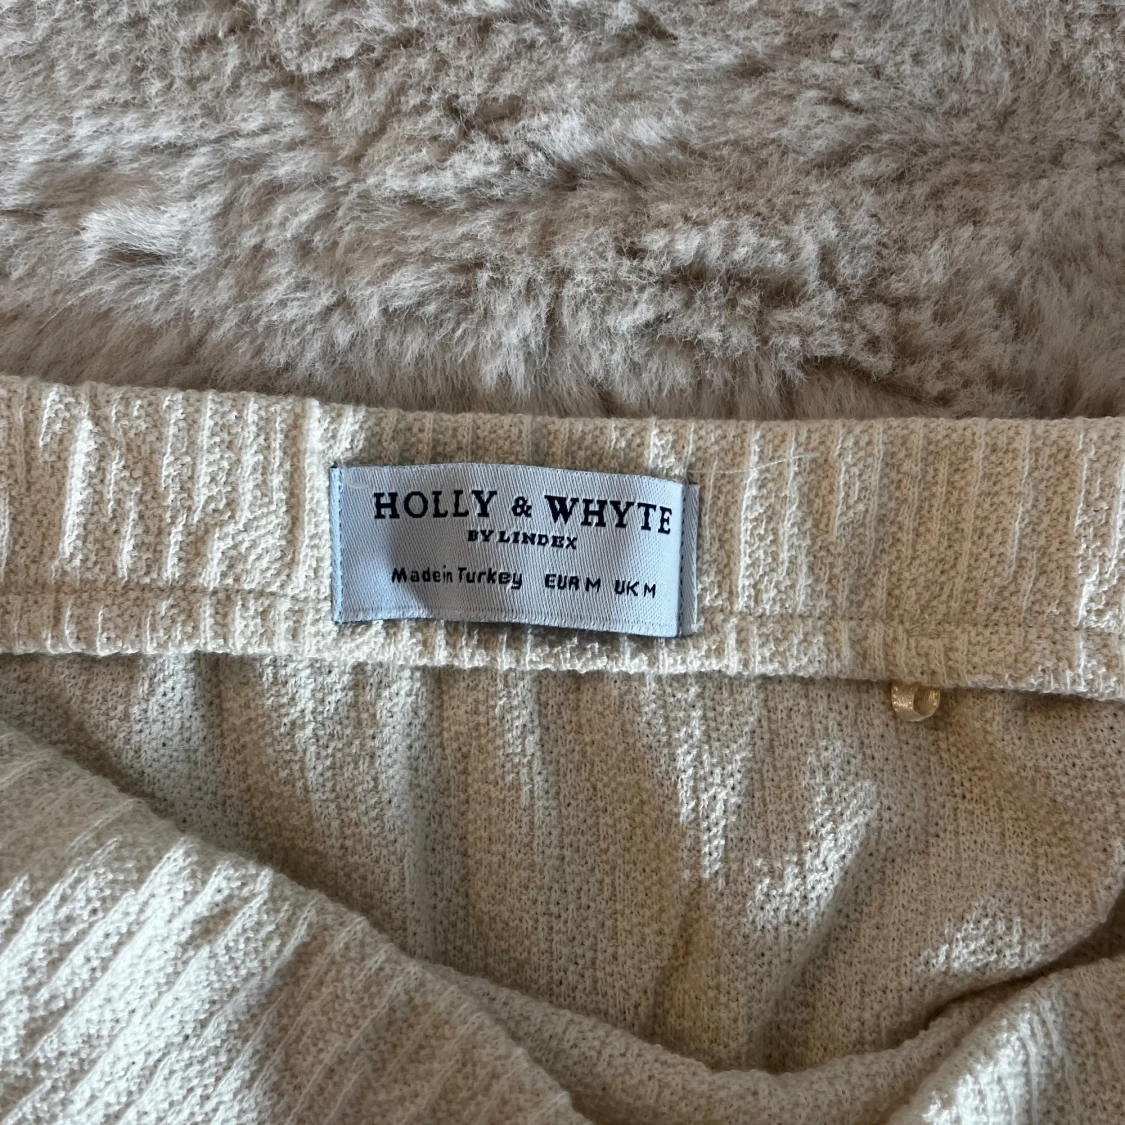 HOLLY & WHYTE
BY LINDEX
Made in Turkey EUR M UK M